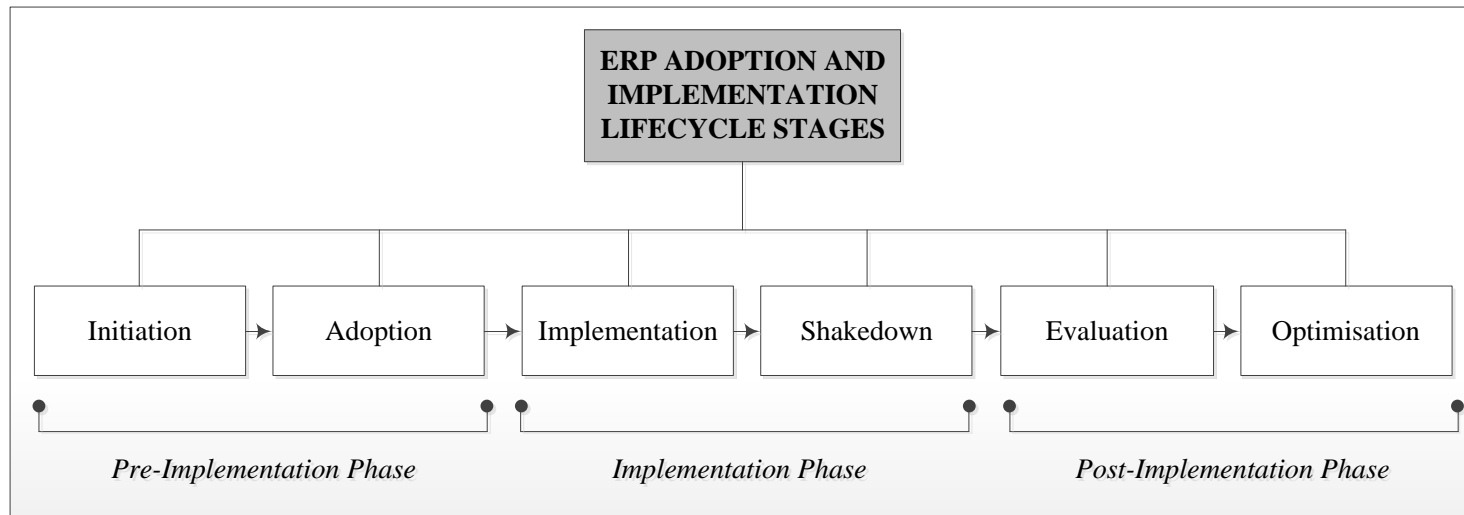 ERP ADOPTION AND
IMPLEMENTATION
LIFECYCLE STAGES
Initiation
Adoption
Implementation
Shakedown
Evaluation
Optimisation
Pre-Implementation Phase
Implementation Phase
Post-Implementation Phase